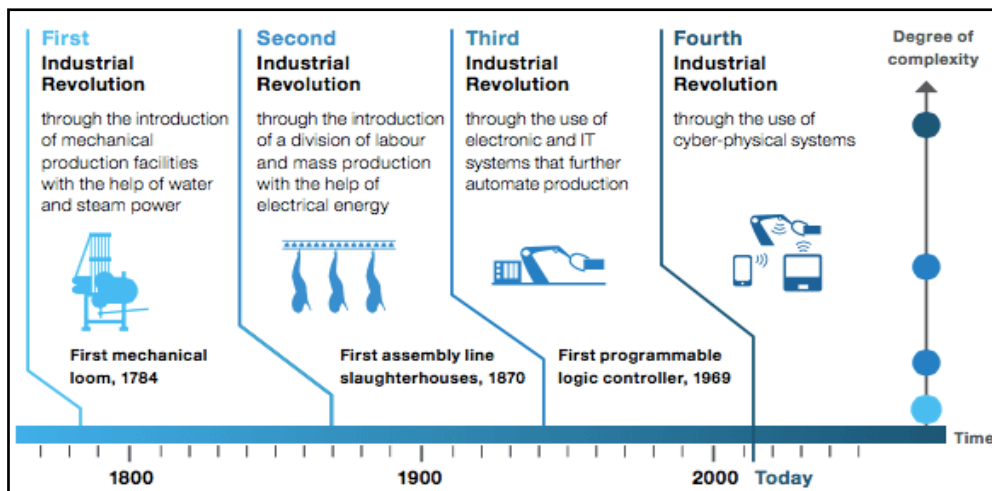 First
Industrial
Revolution
through the introduction
of mechanical
production facilities
with the help of water
and steam power
First mechanical
loom, 1784
Second
Industrial
Revolution
through the introduction
of a division of labour
and mass production
with the help of
electrical energy
First assembly line
slaughterhouses, 1870
Third
Industrial
Revolution
through the use of
electronic and IT
systems that further
automate production
First programmable
logic controller, 1969
Fourth
Industrial
Revolution
through the use of
cyber-physical systems
Degree of
complexity
Time
1800
1900
2000
Today